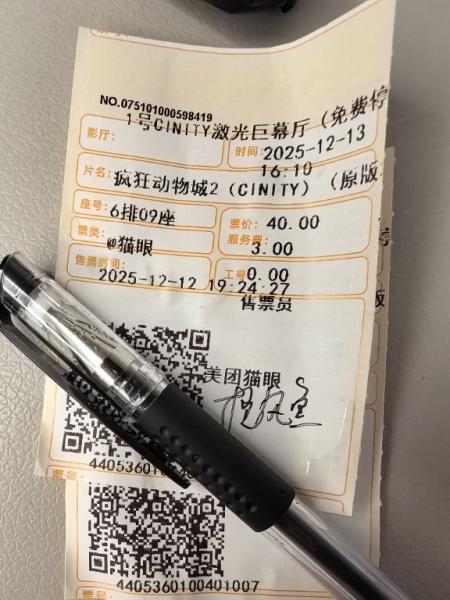 NO.075101000598419
1号CINITY激光巨幕厅(免费停
影厅:
时间:2025-12-13
16:10
片名:疯狂动物城2(CINITY)(原版
座号:6排09座
票价:40.00
票类:@猫眼
服务费:3.00
售票时间:
2025-12-12 19:24:27
工号0.00
售票员
美团猫眼
票号
4405360100401007
票号